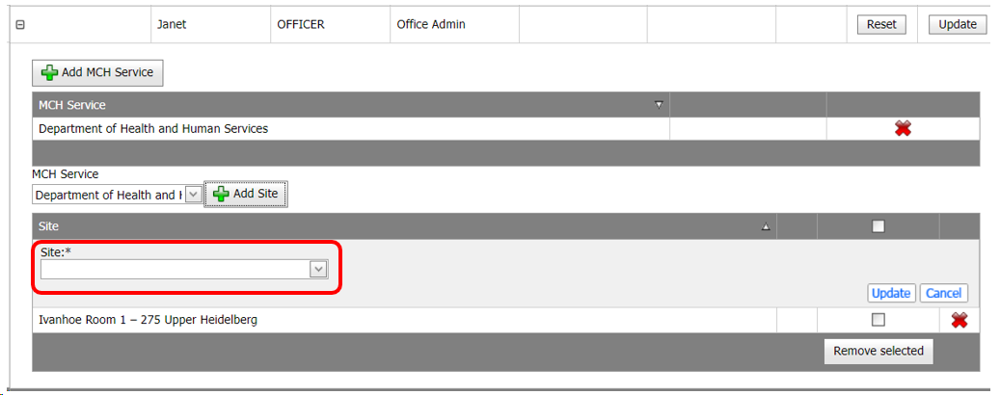 Janet OFFICER Office Admin Reset Update
Add MCH Service
MCH Service
Department of Health and Human Services
MCH Service
Department of Health and H Add Site
Site
Site:*
Update Cancel
Ivanhoe Room 1 – 275 Upper Heidelberg
Remove selected